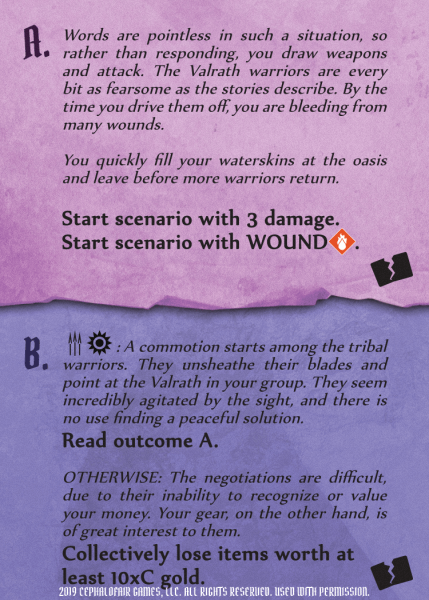 A. Words are pointless in such a situation, so
rather than responding, you draw weapons
and attack. The Valrath warriors are every
bit as fearsome as the stories describe. By the
time you drive them off, you are bleeding from
many wounds.
You quickly fill your waterskins at the oasis
and leave before more warriors return.
Start scenario with 3 damage.
Start scenario with WOUND.
B. : A commotion starts among the tribal
warriors. They unsheathe their blades and
point at the Valrath in your group. They seem
incredibly agitated by the sight, and there is
no use finding a peaceful solution.
Read outcome A.
OTHERWISE: The negotiations are difficult,
due to their inability to recognize or value
your money. Your gear, on the other hand, is
of great interest to them.
Collectively lose items worth at
least 10xC gold.
2019 CEPHALOFAIR GAMES, LLC. ALL RIGHTS RESERVED. USED WITH PERMISSION.